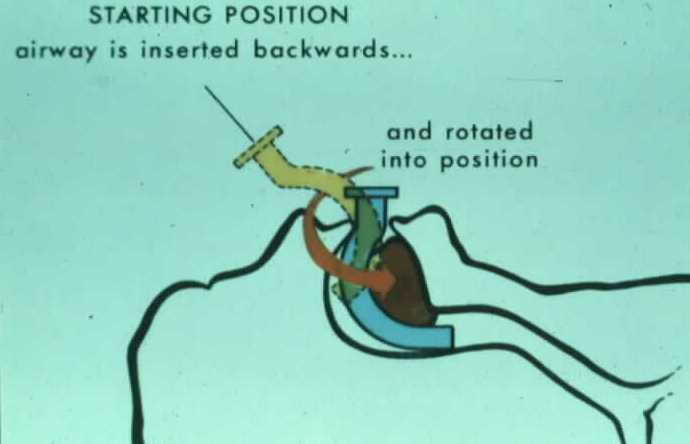 STARTING POSITION
airway is inserted backwards...
and rotated
into position